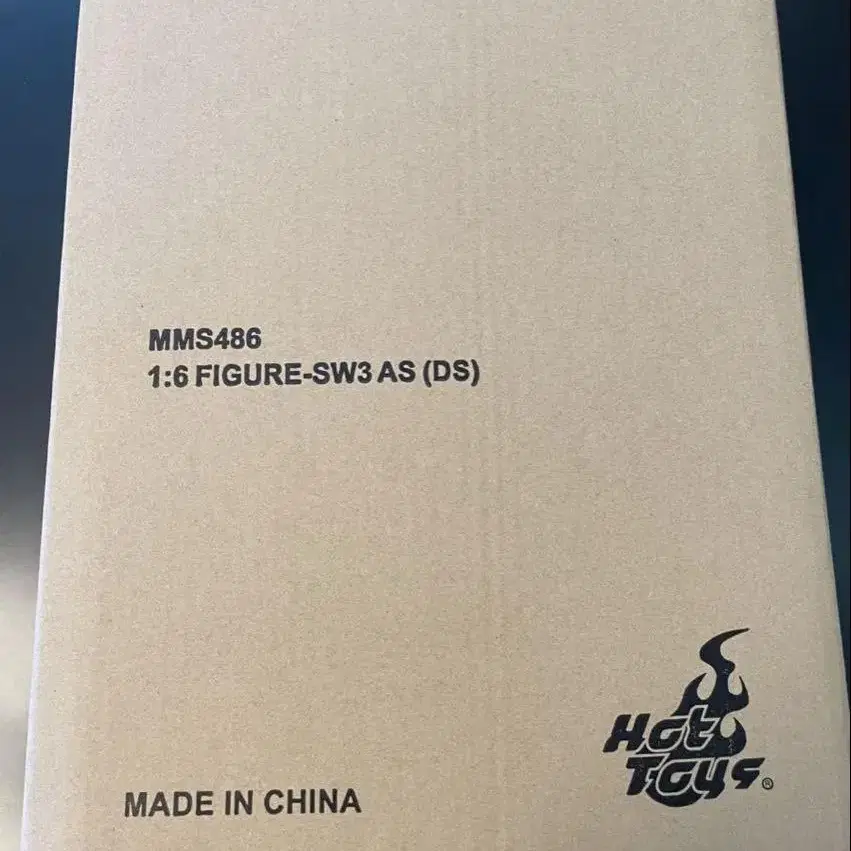 MMS486
1:6 FIGURE-SW3 AS (DS)
Hot
Toys®
MADE IN CHINA